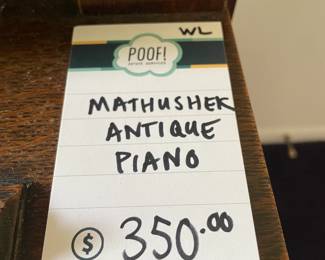 WL
POOF!
ESTATE SERVICES
MATHUSHEK
ANTIQUE
PIANO
$ 350.00